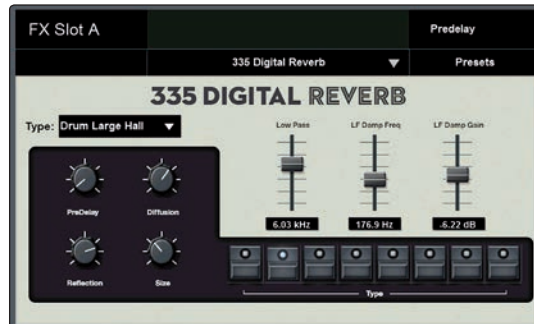 FX Slot A
Predelay
335 Digital Reverb
Presets
335 DIGITAL REVERB
Type: Drum Large Hall
Low Pass
LF Damp Freq
LF Damp Gain
PreDelay
Diffusion
6.03 kHz
176.9 Hz
-6.22 dB
Reflection
Size
Type